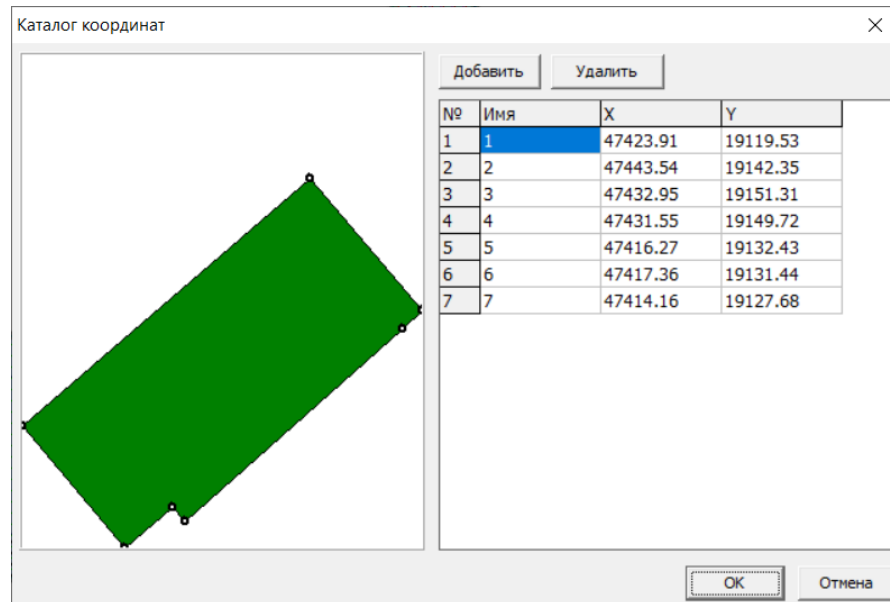 Каталог координат
Добавить Удалить
№ Имя X Y
1 1 47423.91 19119.53
2 2 47443.54 19142.35
3 3 47432.95 19151.31
4 4 47431.55 19149.72
5 5 47416.27 19132.43
6 6 47417.36 19131.44
7 7 47414.16 19127.68
OK Отмена